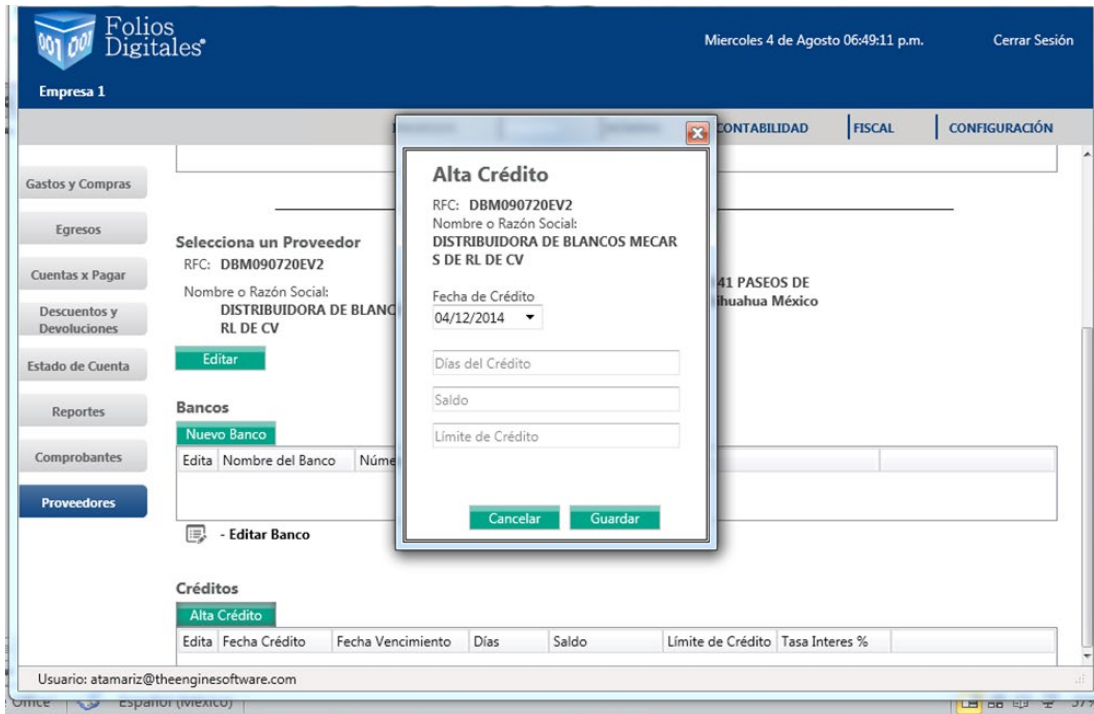 001 001
Folios
Digitales
Miercoles 4 de Agosto 06:49:11 p.m.
Cerrar Sesión
Empresa 1
CONTABILIDAD
FISCAL
CONFIGURACIÓN
Gastos y Compras
Egresos
Cuentas x Pagar
Descuentos y
Devoluciones
Estado de Cuenta
Reportes
Comprobantes
Proveedores
Selecciona un Proveedor
RFC: DBM090720EV2
Nombre o Razón Social:
DISTRIBUIDORA DE BLANC
RL DE CV
41 PASEOS DE
ihuahua México
Editar
Bancos
Nuevo Banco
Edita Nombre del Banco Núme
- Editar Banco
Créditos
Alta Crédito
Edita Fecha Crédito Fecha Vencimiento Días Saldo Límite de Crédito Tasa Interes %
Alta Crédito
RFC: DBM090720EV2
Nombre o Razón Social:
DISTRIBUIDORA DE BLANCOS MECAR
S DE RL DE CV
Fecha de Crédito
04/12/2014
Días del Crédito
Saldo
Límite de Crédito
Cancelar Guardar
Usuario: atamariz@theenginesoftware.com
Español (México)